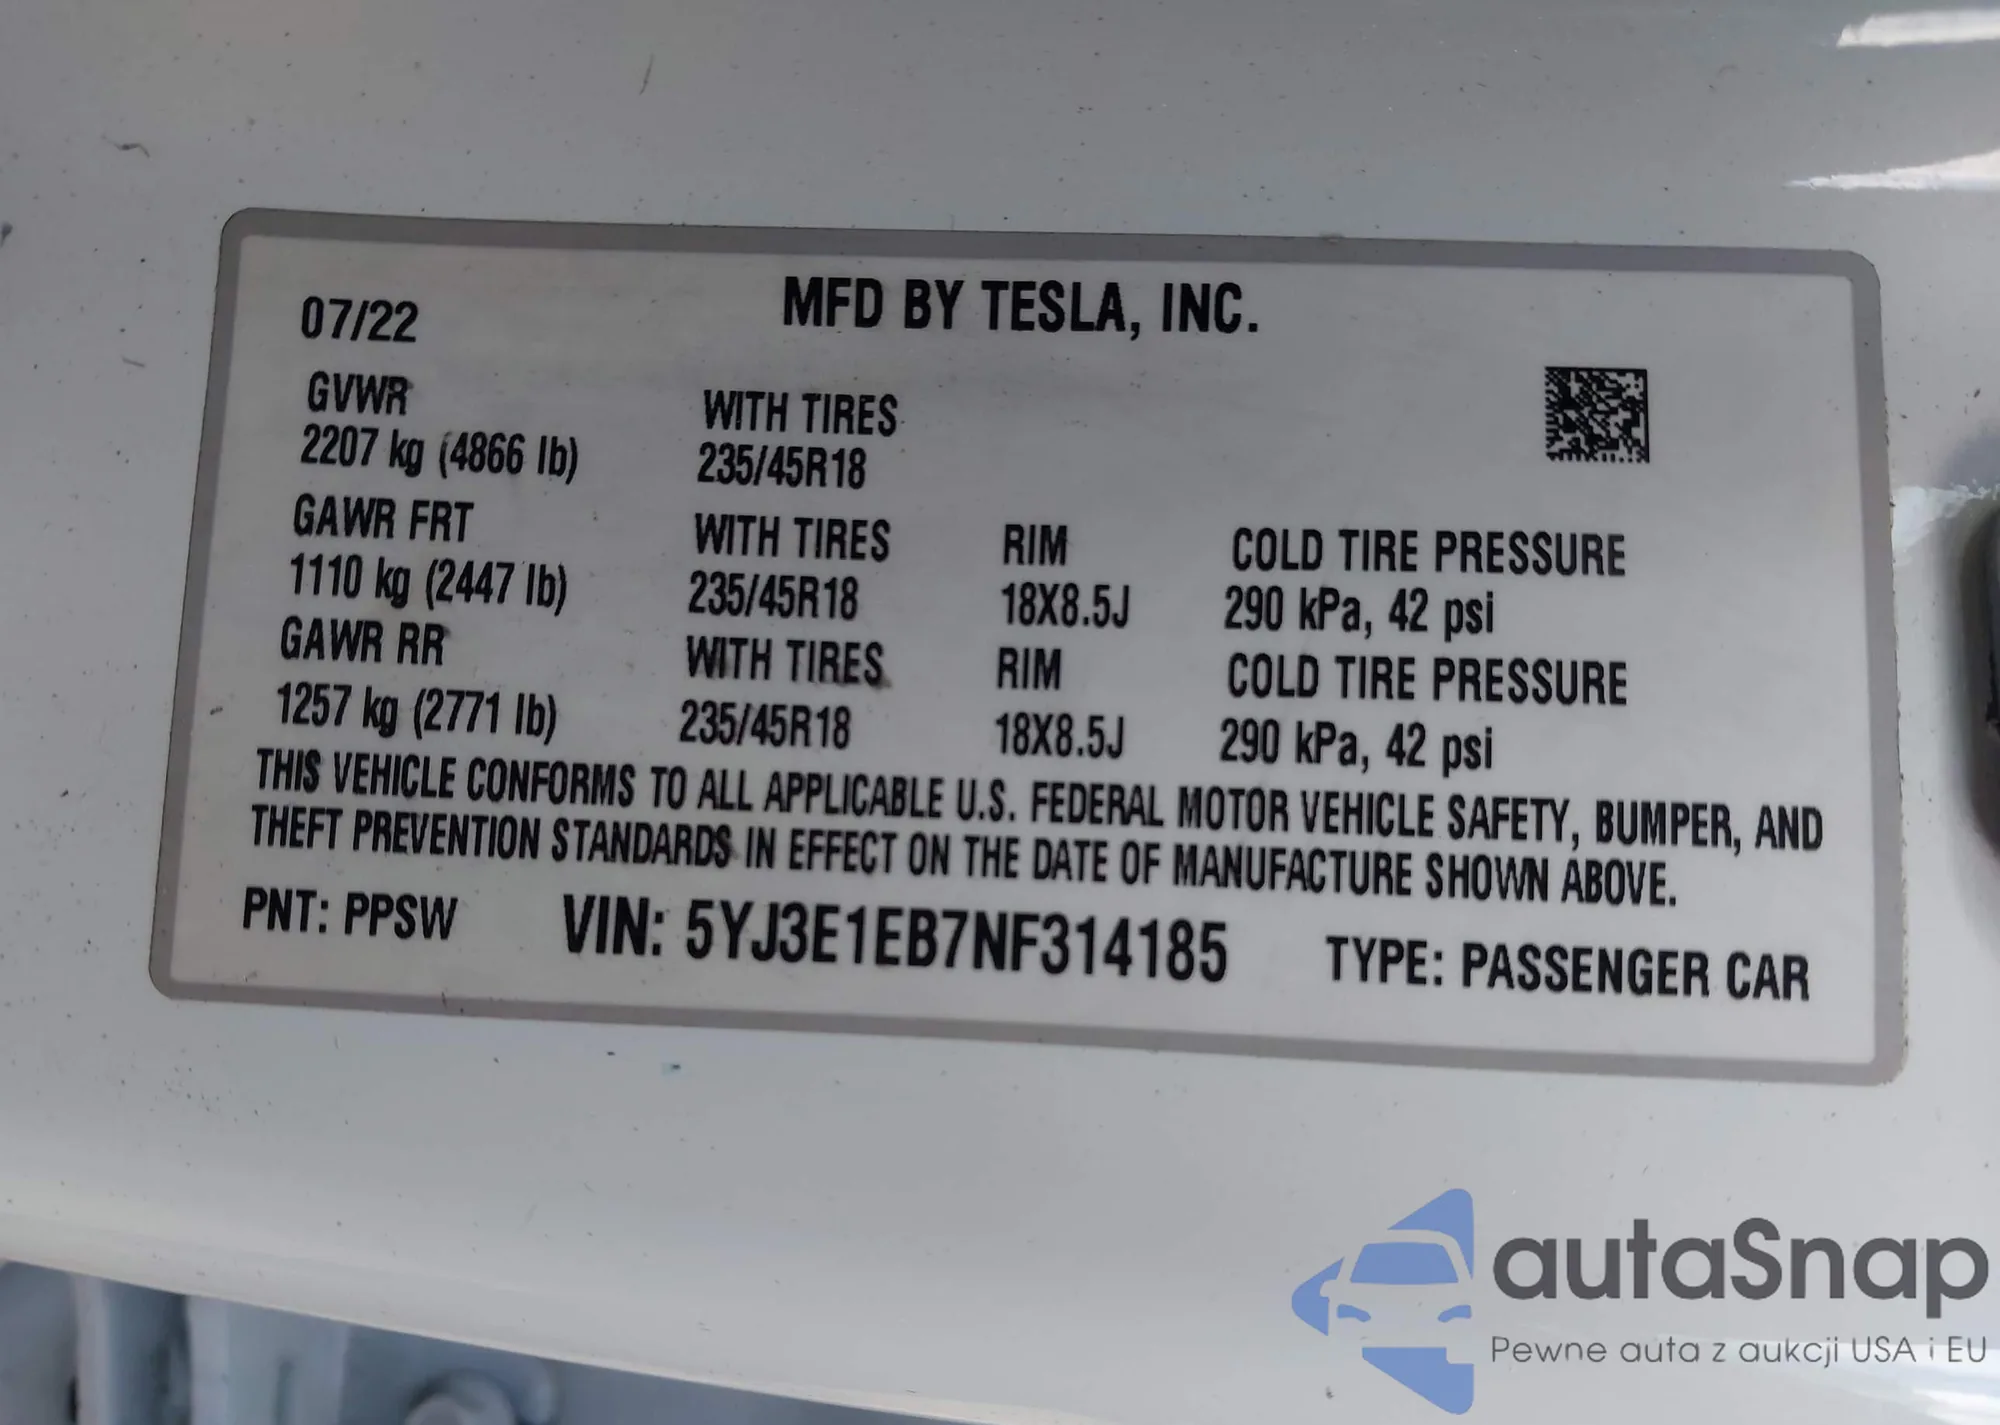 07/22 MFD BY TESLA, INC.
GVWR WITH TIRES
2207 kg (4866 lb) 235/45R18
GAWR FRT WITH TIRES RIM COLD TIRE PRESSURE
1110 kg (2447 lb) 235/45R18 18X8.5J 290 kPa, 42 psi
GAWR RR WITH TIRES RIM COLD TIRE PRESSURE
1257 kg (2771 lb) 235/45R18 18X8.5J 290 kPa, 42 psi
THIS VEHICLE CONFORMS TO ALL APPLICABLE U.S. FEDERAL MOTOR VEHICLE SAFETY, BUMPER, AND
THEFT PREVENTION STANDARDS IN EFFECT ON THE DATE OF MANUFACTURE SHOWN ABOVE.
PNT: PPSW VIN: 5YJ3E1EB7NF314185 TYPE: PASSENGER CAR
autaSnap
Pewne auta z aukcji USA i EU